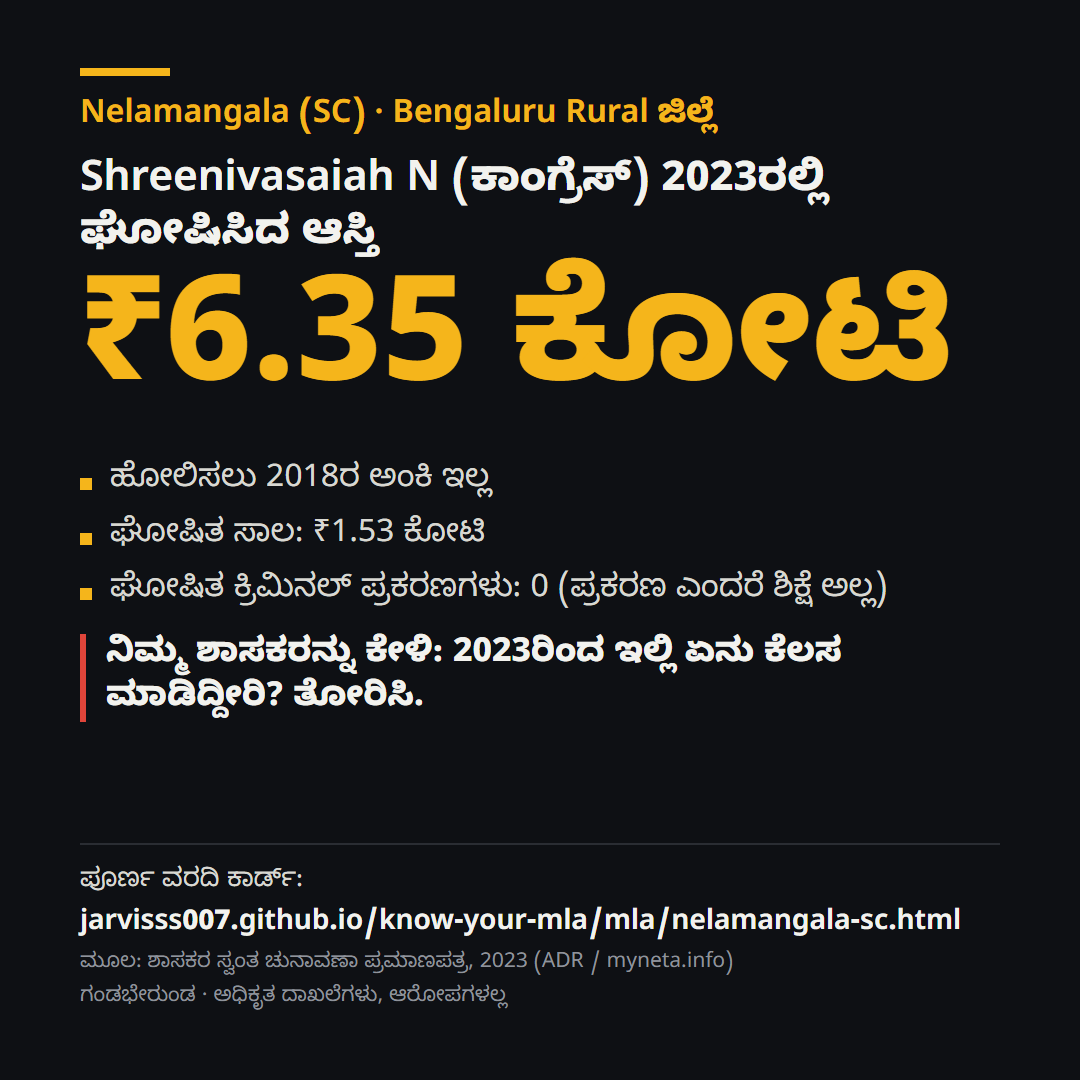 Nelamangala (SC) · Bengaluru Rural ಜಿಲ್ಲೆ
Shreenivasaiah N (ಕಾಂಗ್ರೆಸ್) 2023ರಲ್ಲಿ
ಘೋಷಿಸಿದ ಆಸ್ತಿ
₹6.35 ಕೋಟಿ
ಹೋಲಿಸಲು 2018ರ ಅಂಕಿ ಇಲ್ಲ
ಘೋಷಿತ ಸಾಲ: ₹1.53 ಕೋಟಿ
ಘೋಷಿತ ಕ್ರಿಮಿನಲ್ ಪ್ರಕರಣಗಳು: 0 (ಪ್ರಕರಣ ಎಂದರೆ ಶಿಕ್ಷೆ ಅಲ್ಲ)
ನಿಮ್ಮ ಶಾಸಕರನ್ನು ಕೇಳಿ: 2023ರಿಂದ ಇಲ್ಲಿ ಏನು ಕೆಲಸ
ಮಾಡಿದ್ದೀರಿ? ತೋರಿಸಿ.
ಪೂರ್ಣ ವರದಿ ಕಾರ್ಡ್:
jarvisss007.github.io/know-your-mla/mla/nelamangala-sc.html
ಮೂಲ: ಶಾಸಕರ ಸ್ವಂತ ಚುನಾವಣಾ ಪ್ರಮಾಣಪತ್ರ, 2023 (ADR / myneta.info)
ಗಂಡಭೇರುಂಡ · ಅಧಿಕೃತ ದಾಖಲೆಗಳು, ಆರೋಪಗಳಲ್ಲ